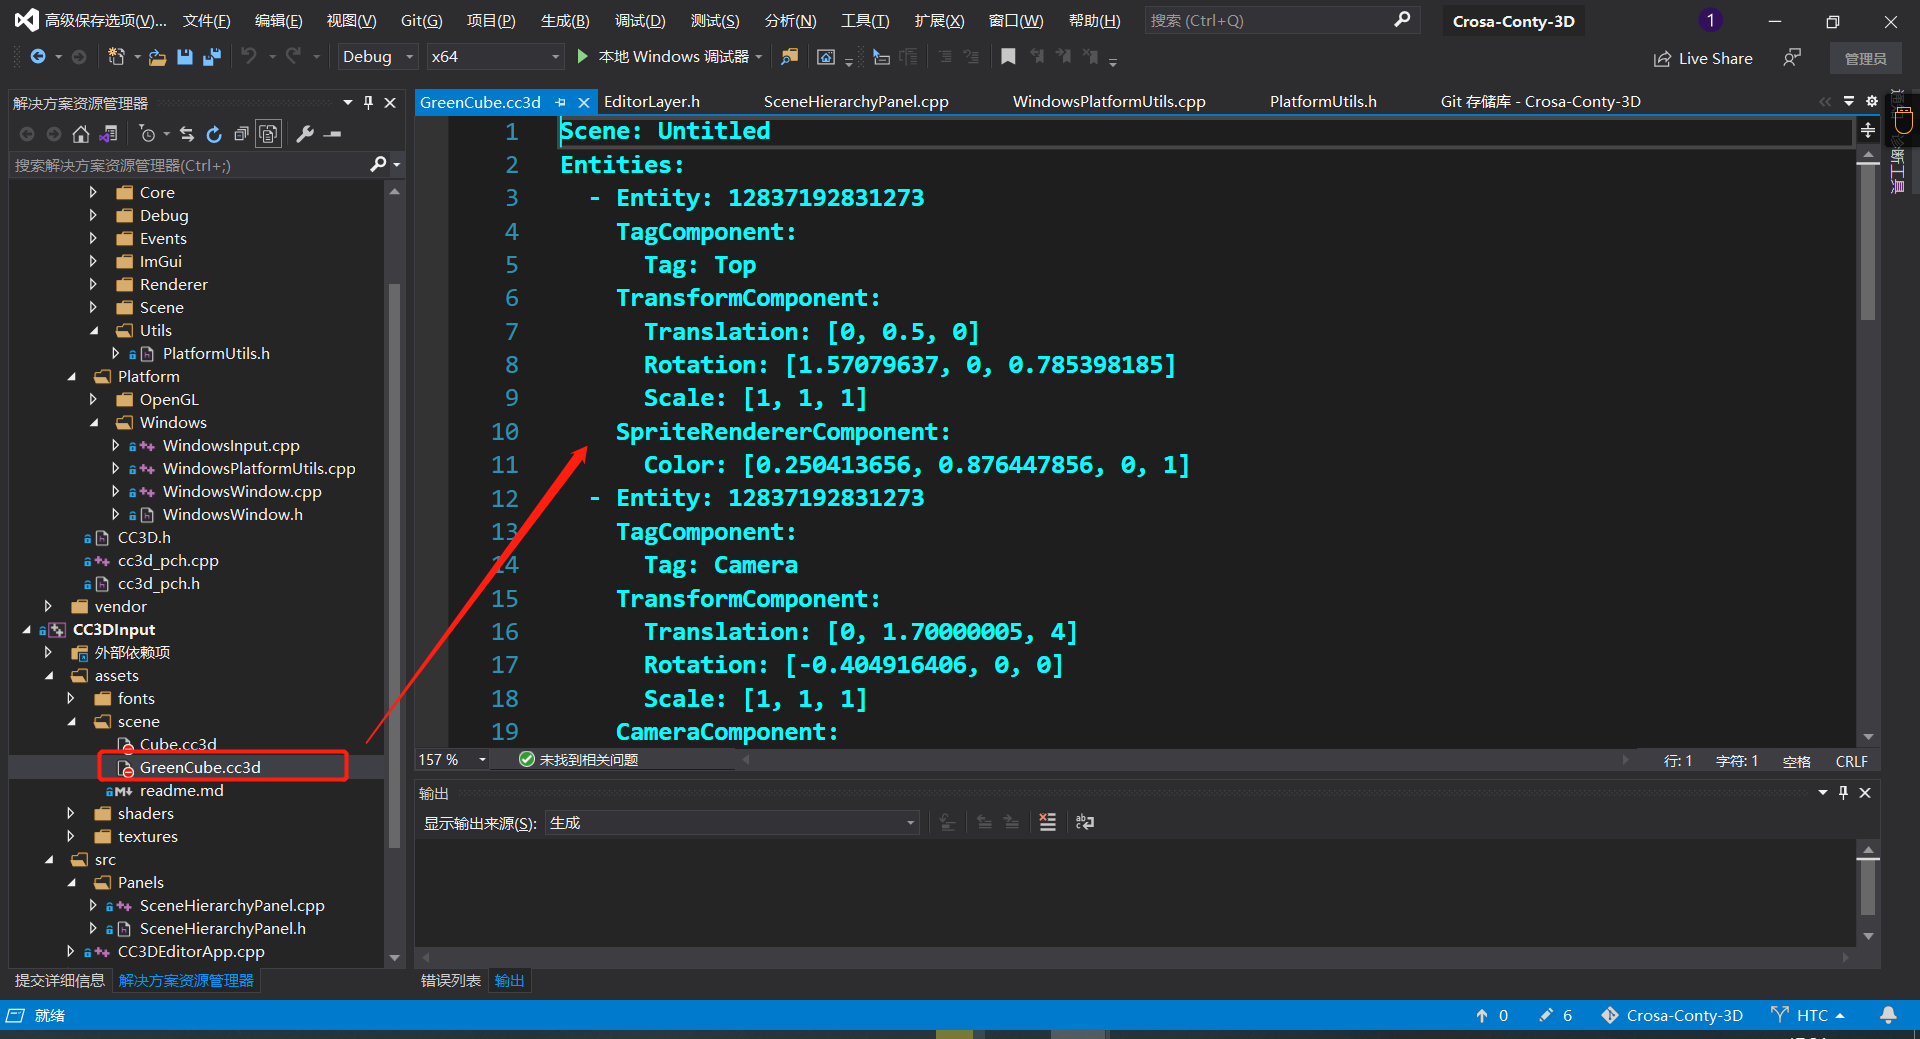 高级保存选项(V)... 文件(F) 编辑(E) 视图(V) Git(G) 项目(P) 生成(B) 调试(D) 测试(S) 分析(N) 工具(T) 扩展(X) 窗口(W) 帮助(H) 搜索 (Ctrl+Q) Crosa-Conty-3D 1
Debug x64 本地 Windows 调试器 Live Share 管理员
解决方案资源管理器
搜索解决方案资源管理器(Ctrl+;)
Core
Debug
Events
ImGui
Renderer
Scene
Utils
PlatformUtils.h
Platform
OpenGL
Windows
WindowsInput.cpp
WindowsPlatformUtils.cpp
WindowsWindow.cpp
WindowsWindow.h
CC3D.h
cc3d_pch.cpp
cc3d_pch.h
vendor
CC3DInput
外部依赖项
assets
fonts
scene
Cube.cc3d
GreenCube.cc3d
readme.md
shaders
textures
src
Panels
SceneHierarchyPanel.cpp
SceneHierarchyPanel.h
CC3DEditorApp.cpp
提交详细信息 解决方案资源管理器
GreenCube.cc3d EditorLayer.h SceneHierarchyPanel.cpp WindowsPlatformUtils.cpp PlatformUtils.h Git 存储库 - Crosa-Conty-3D
1 Scene: Untitled
2 Entities:
3 - Entity: 12837192831273
4 TagComponent:
5 Tag: Top
6 TransformComponent:
7 Translation: [0, 0.5, 0]
8 Rotation: [1.57079637, 0, 0.785398185]
9 Scale: [1, 1, 1]
10 SpriteRendererComponent:
11 Color: [0.250413656, 0.876447856, 0, 1]
12 - Entity: 12837192831273
13 TagComponent:
14 Tag: Camera
15 TransformComponent:
16 Translation: [0, 1.70000005, 4]
17 Rotation: [-0.404916406, 0, 0]
18 Scale: [1, 1, 1]
19 CameraComponent:
157 % 未找到相关问题 行: 1 字符: 1 空格 CRLF
输出
显示输出来源(S): 生成
错误列表 输出
诊断工具
就绪 0 6 Crosa-Conty-3D HTC